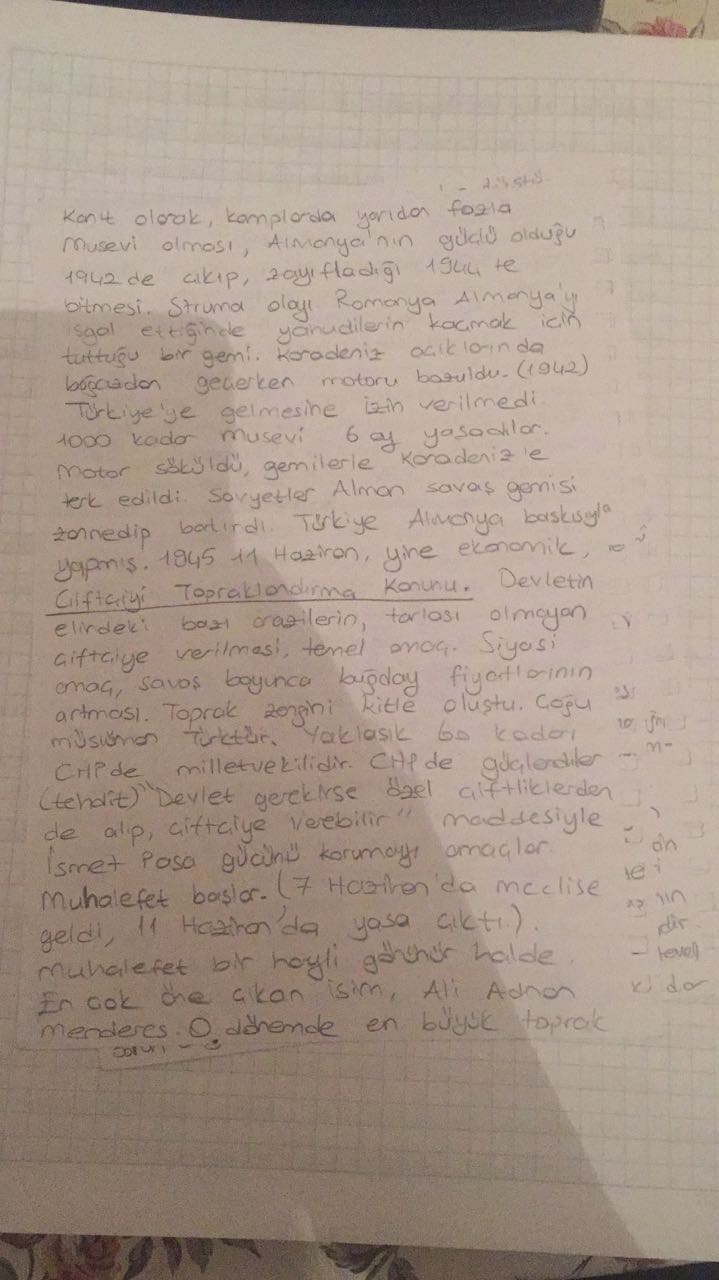 Kanıt olarak, kamplarda yarıdan fazla
Musevi olması, Almanya'nın güçlü olduğu
1942 de çıkıp, zayıfladığı 1944 te
bitmesi. Struma olayı Romanya Almanya'yı
işgal ettiğinde yahudilerin kaçmak için
tuttuğu bir gemi. Karadeniz açıklarında
boğazdan geçerken motoru bozuldu. (1942)
Türkiye'ye gelmesine izin verilmedi.
1000 kadar musevi 6 ay yaşadılar.
Motor söküldü, gemilerle Karadeniz'e
terk edildi. Sovyetler Alman savaş gemisi
zannedip batırdı. Türkiye Almanya baskısıyla
yapmış. 1945 11 Haziran, yine ekonomik,
Çiftçiyi Topraklandırma Kanunu. Devletin
elindeki bazı arazilerin, tarlası olmayan
çiftçiye verilmesi, temel amaç. Siyasi
amaç, savaş boyunca buğday fiyatlarının
artması. Toprak zengini kitle oluştu. Çoğu
müslüman Türktür. Yaklaşık 60 kadarı
CHP de milletvekilidir. CHP de güçlendiler
(tehdit) "Devlet gerekirse özel çiftliklerden
de alıp, çiftçiye verebilir" maddesiyle
İsmet Paşa gücünü korumayı amaçlar.
Muhalefet başlar. (7 Haziran'da meclise
geldi, 11 Haziran'da yasa çıktı.).
Muhalefet bir hayli görünür halde.
En çok öne çıkan isim, Ali Adnan
menderes. O dönemde en büyük toprak